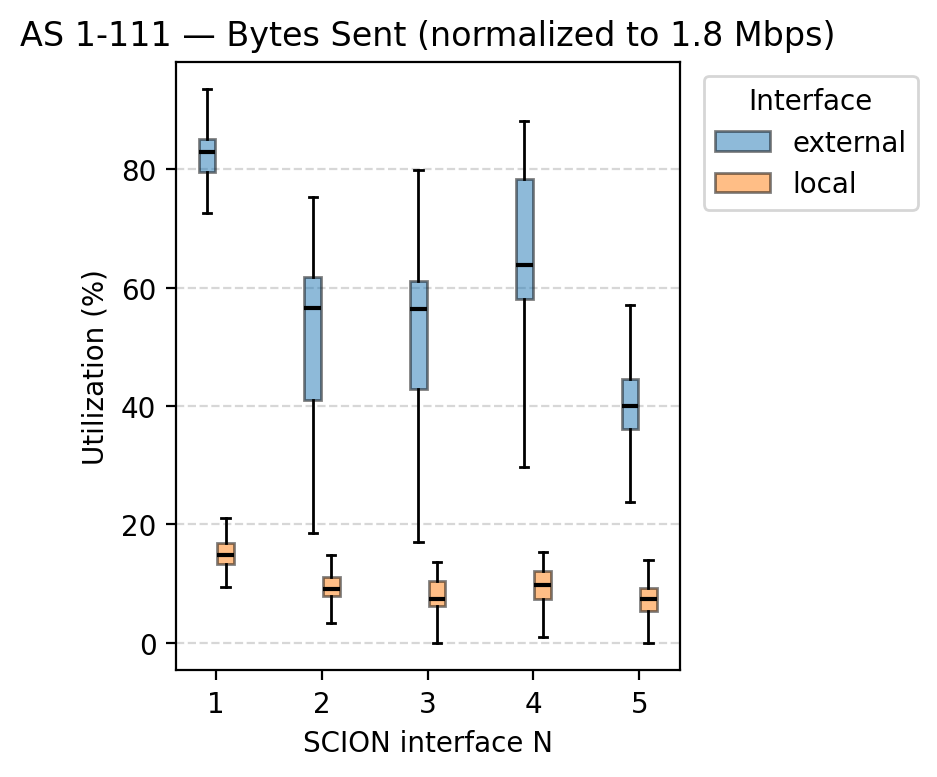 AS 1-111 — Bytes Sent (normalized to 1.8 Mbps)
Interface
external
local
Utilization (%)
80
60
40
20
0
1 2 3 4 5
SCION interface N